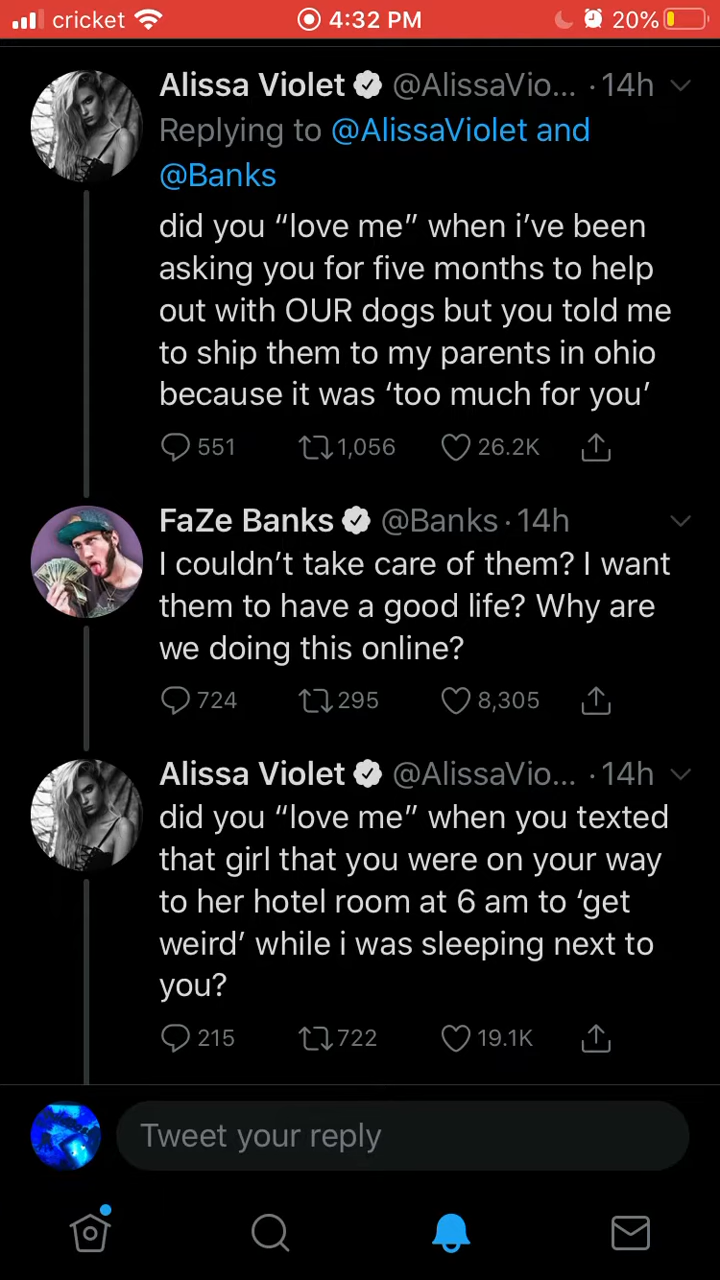 cricket 4:32 PM 20%
Alissa Violet @AlissaVio... · 14h
Replying to @AlissaViolet and
@Banks
did you “love me” when i’ve been
asking you for five months to help
out with OUR dogs but you told me
to ship them to my parents in ohio
because it was ‘too much for you’
551 1,056 26.2K
FaZe Banks @Banks · 14h
I couldn’t take care of them? I want
them to have a good life? Why are
we doing this online?
724 295 8,305
Alissa Violet @AlissaVio... · 14h
did you “love me” when you texted
that girl that you were on your way
to her hotel room at 6 am to ‘get
weird’ while i was sleeping next to
you?
215 722 19.1K
Tweet your reply